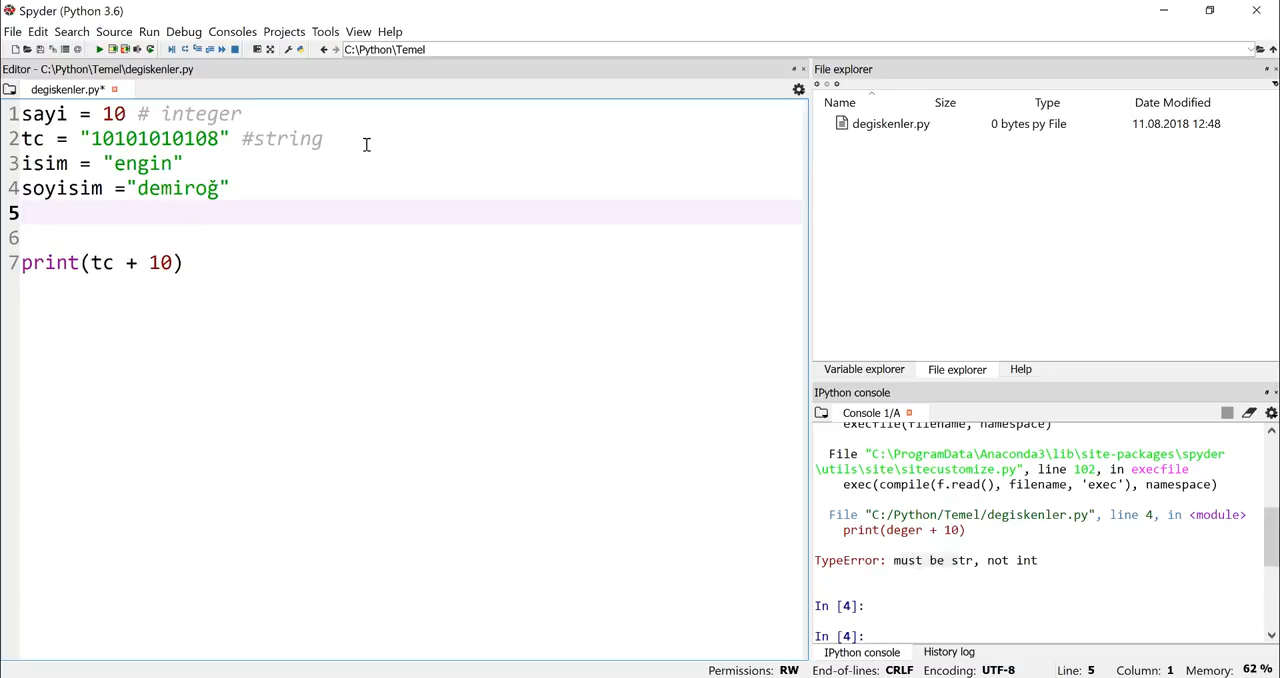 Spyder (Python 3.6)
File Edit Search Source Run Debug Consoles Projects Tools View Help
C:\Python\Temel
Editor - C:\Python\Temel\degiskenler.py
degiskenler.py*
1 sayi = 10 # integer
2 tc = "10101010108" #string
3 isim = "engin"
4 soyisim ="demiroğ"
5
6
7 print(tc + 10)
File explorer
Name Size Type Date Modified
degiskenler.py 0 bytes py File 11.08.2018 12:48
Variable explorer File explorer Help
IPython console
Console 1/A
execfile(filename, namespace)
File "C:\ProgramData\Anaconda3\lib\site-packages\spyder
\utils\site\sitecustomize.py", line 102, in execfile
exec(compile(f.read(), filename, 'exec'), namespace)
File "C:/Python/Temel/degiskenler.py", line 4, in <module>
print(deger + 10)
TypeError: must be str, not int
In [4]:
In [4]:
IPython console History log
Permissions: RW End-of-lines: CRLF Encoding: UTF-8 Line: 5 Column: 1 Memory: 62 %